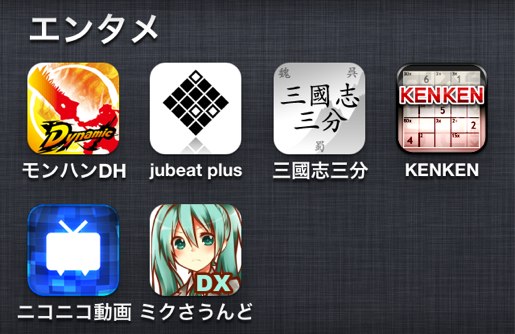 エンタメ
Dynamic
モンハンDH
jubeat plus
魏 呉
三國志
三分
蜀
三國志三分
KENKEN
KENKEN
ニコニコ動画
DX
ミクさうんど